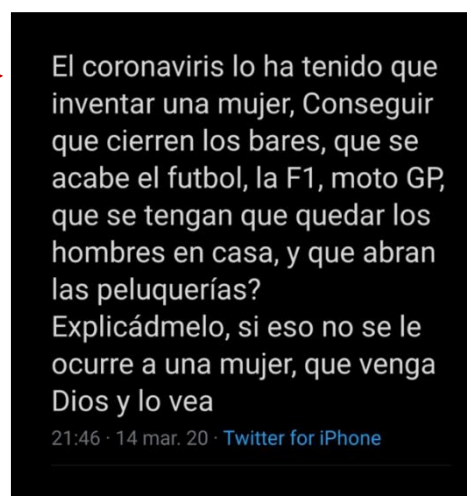 El coronaviris lo ha tenido que
inventar una mujer, Conseguir
que cierren los bares, que se
acabe el futbol, la F1, moto GP,
que se tengan que quedar los
hombres en casa, y que abran
las peluquerías?
Explicádmelo, si eso no se le
ocurre a una mujer, que venga
Dios y lo vea
21:46 · 14 mar. 20 · Twitter for iPhone